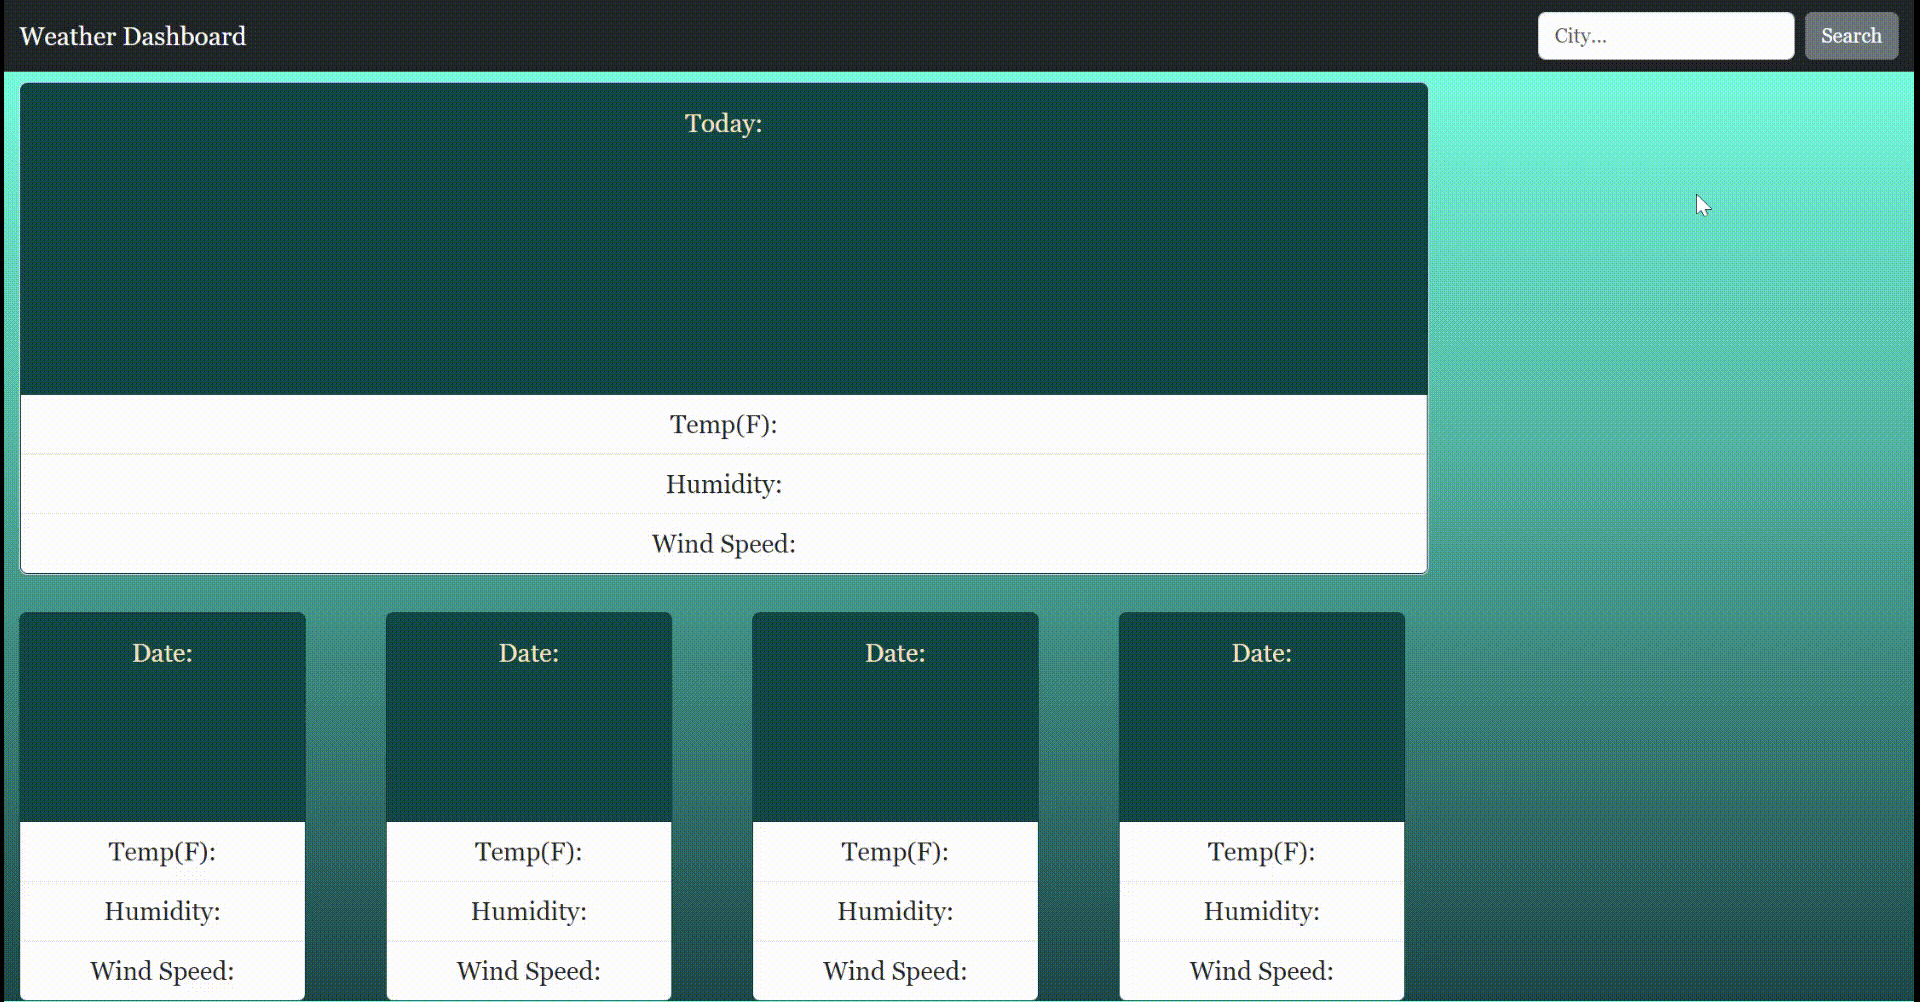 Weather Dashboard
City...
Search
Today:
Temp(F):
Humidity:
Wind Speed:
Date:
Temp(F):
Humidity:
Wind Speed:
Date:
Temp(F):
Humidity:
Wind Speed:
Date:
Temp(F):
Humidity:
Wind Speed:
Date:
Temp(F):
Humidity:
Wind Speed: